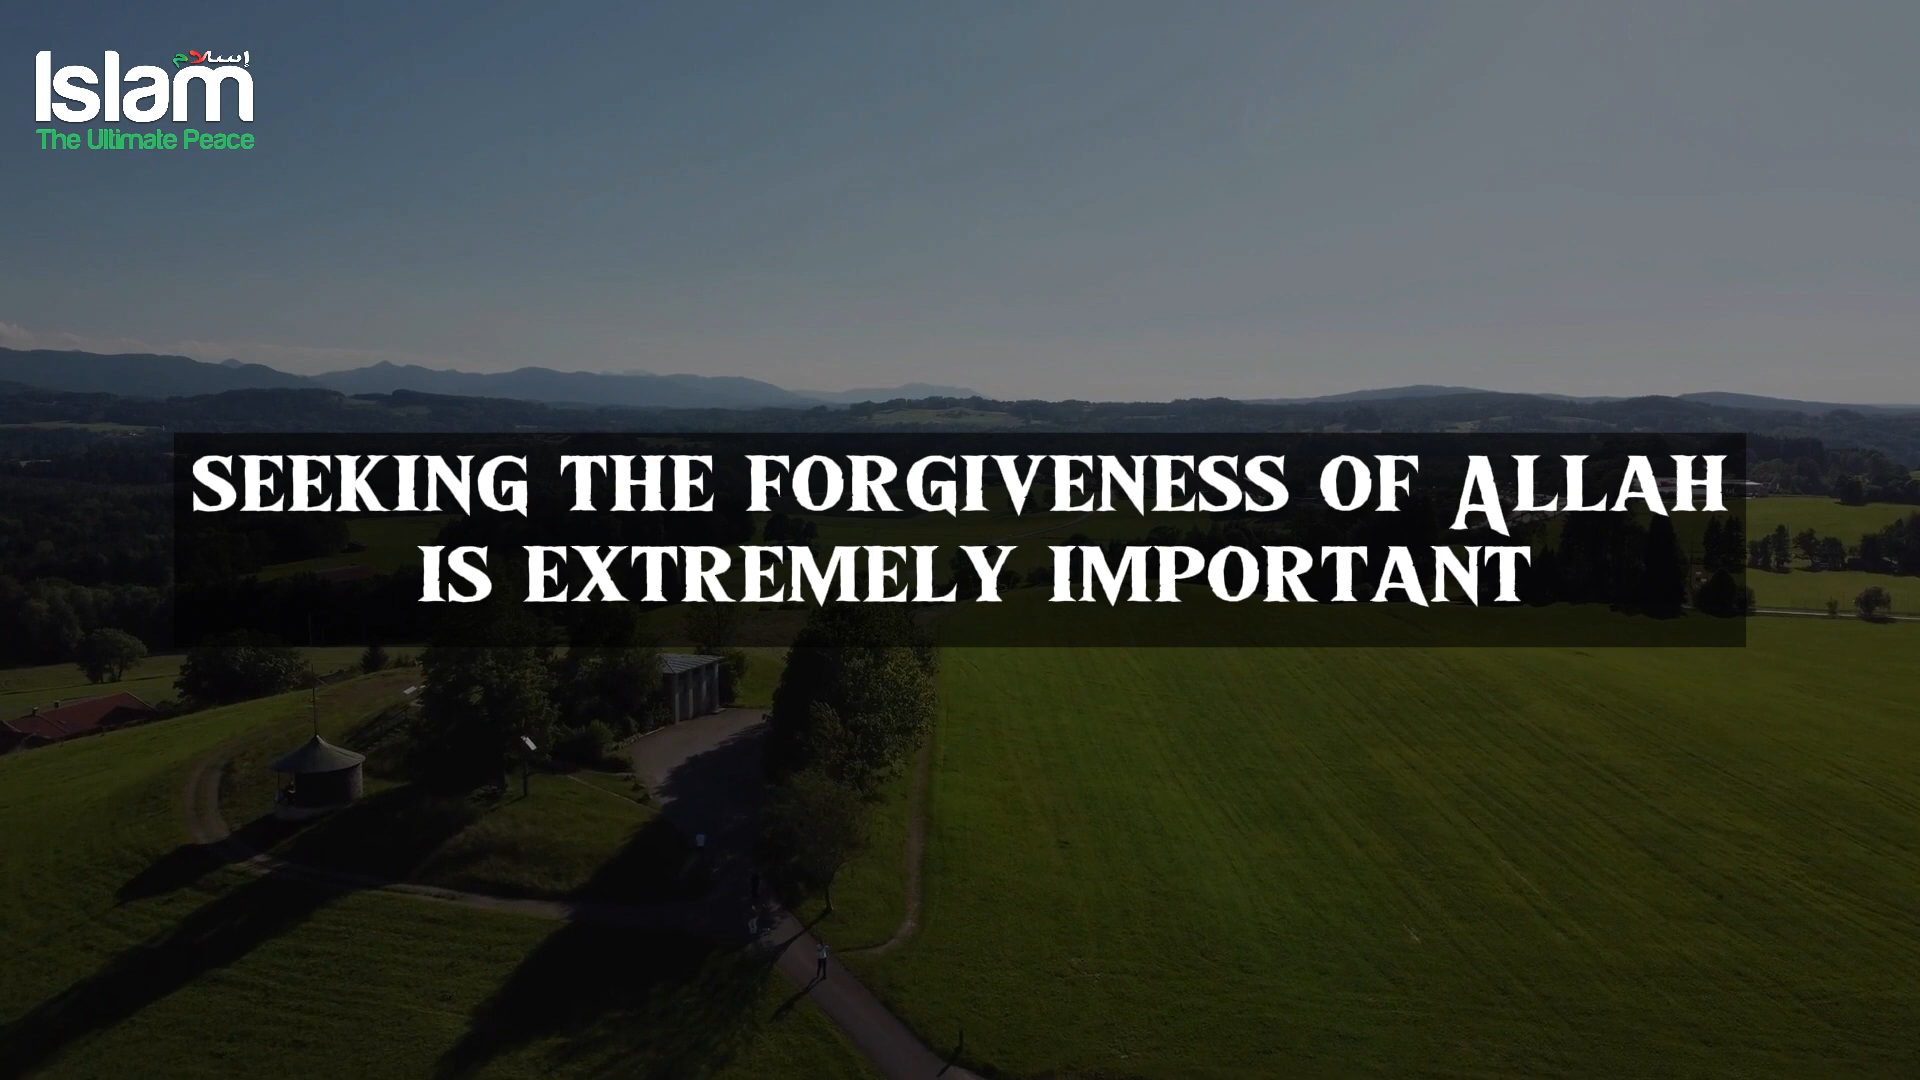 إسلام
Islam
The Ultimate Peace
SEEKING THE FORGIVENESS OF ALLAH
IS EXTREMELY IMPORTANT